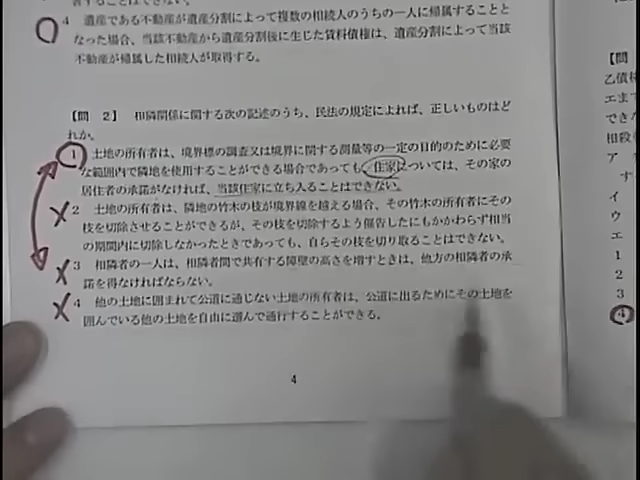 4 遺産である不動産が遺産分割によって複数の相続人のうちの一人に帰属することと
なった場合、当該不動産から遺産分割後に生じた賃料債権は、遺産分割によって当該
不動産が帰属した相続人が取得する。
【問 2】 相隣関係に関する次の記述のうち、民法の規定によれば、正しいものはど
れか。
1 土地の所有者は、境界標の調査又は境界に関する測量等の一定の目的のために必要
な範囲内で隣地を使用することができる場合であっても、住家については、その家の
居住者の承諾がなければ、当該住家に立ち入ることはできない。
2 土地の所有者は、隣地の竹木の枝が境界線を越える場合、その竹木の所有者にその
枝を切除させることができるが、その枝を切除するよう催告したにもかかわらず相当
の期間内に切除しなかったときであっても、自らその枝を切り取ることはできない。
3 相隣者の一人は、相隣者間で共有する障壁の高さを増すときは、他方の相隣者の承
諾を得なければならない。
4 他の土地に囲まれて公道に通じない土地の所有者は、公道に出るためにその土地を
囲んでいる他の土地を自由に選んで通行することができる。
4
【問
乙債権
エまで
でき
相殺
ア
す
イ
ウ
エ
1
2
3
4